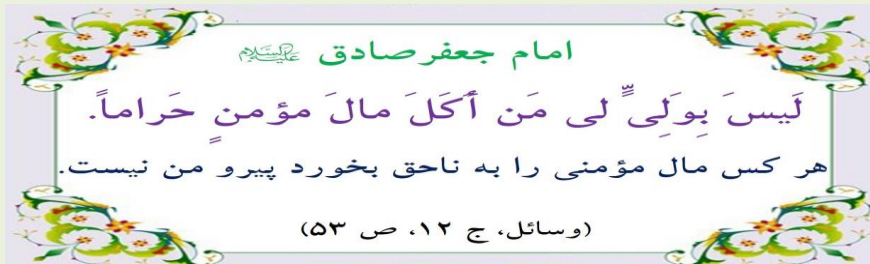 امام جعفر صادق علیه‌السلام
لَیسَ بِوَلِیٍّ لی مَن أکَلَ مالَ مؤمنٍ حَراماً.
هر کس مال مؤمنی را به ناحق بخورد پیرو من نیست.
(وسائل، ج ۱۲، ص ۵۳)